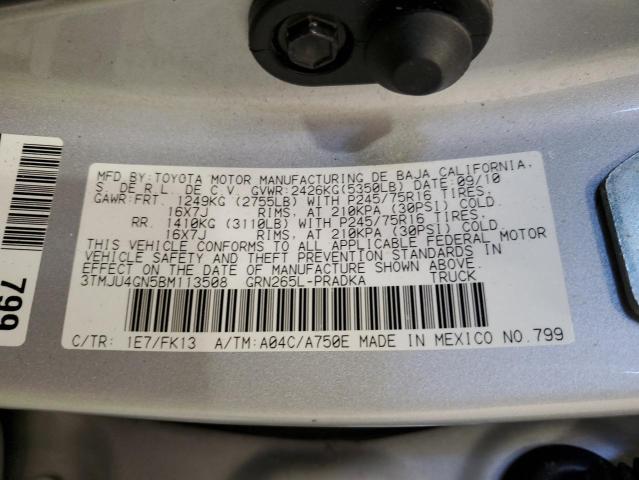 MFD.BY:TOYOTA MOTOR MANUFACTURING DE BAJA CALIFORNIA,
S. DE R.L. DE C.V. GVWR:2426KG(5350LB) DATE:09/10
GAWR:FRT. 1249KG (2755LB) WITH P245/75R16 TIRES,
16X7J RIMS, AT 210KPA (30PSI) COLD.
RR. 1410KG (3110LB) WITH P245/75R16 TIRES,
16X7J RIMS, AT 210KPA (30PSI) COLD.
THIS VEHICLE CONFORMS TO ALL APPLICABLE FEDERAL MOTOR
VEHICLE SAFETY AND THEFT PREVENTION STANDARDS IN
EFFECT ON THE DATE OF MANUFACTURE SHOWN ABOVE.
3TMJU4GN5BM113508 GRN265L-PRADKA TRUCK
C/TR: 1E7/FK13 A/TM:A04C/A750E MADE IN MEXICO NO.799
799